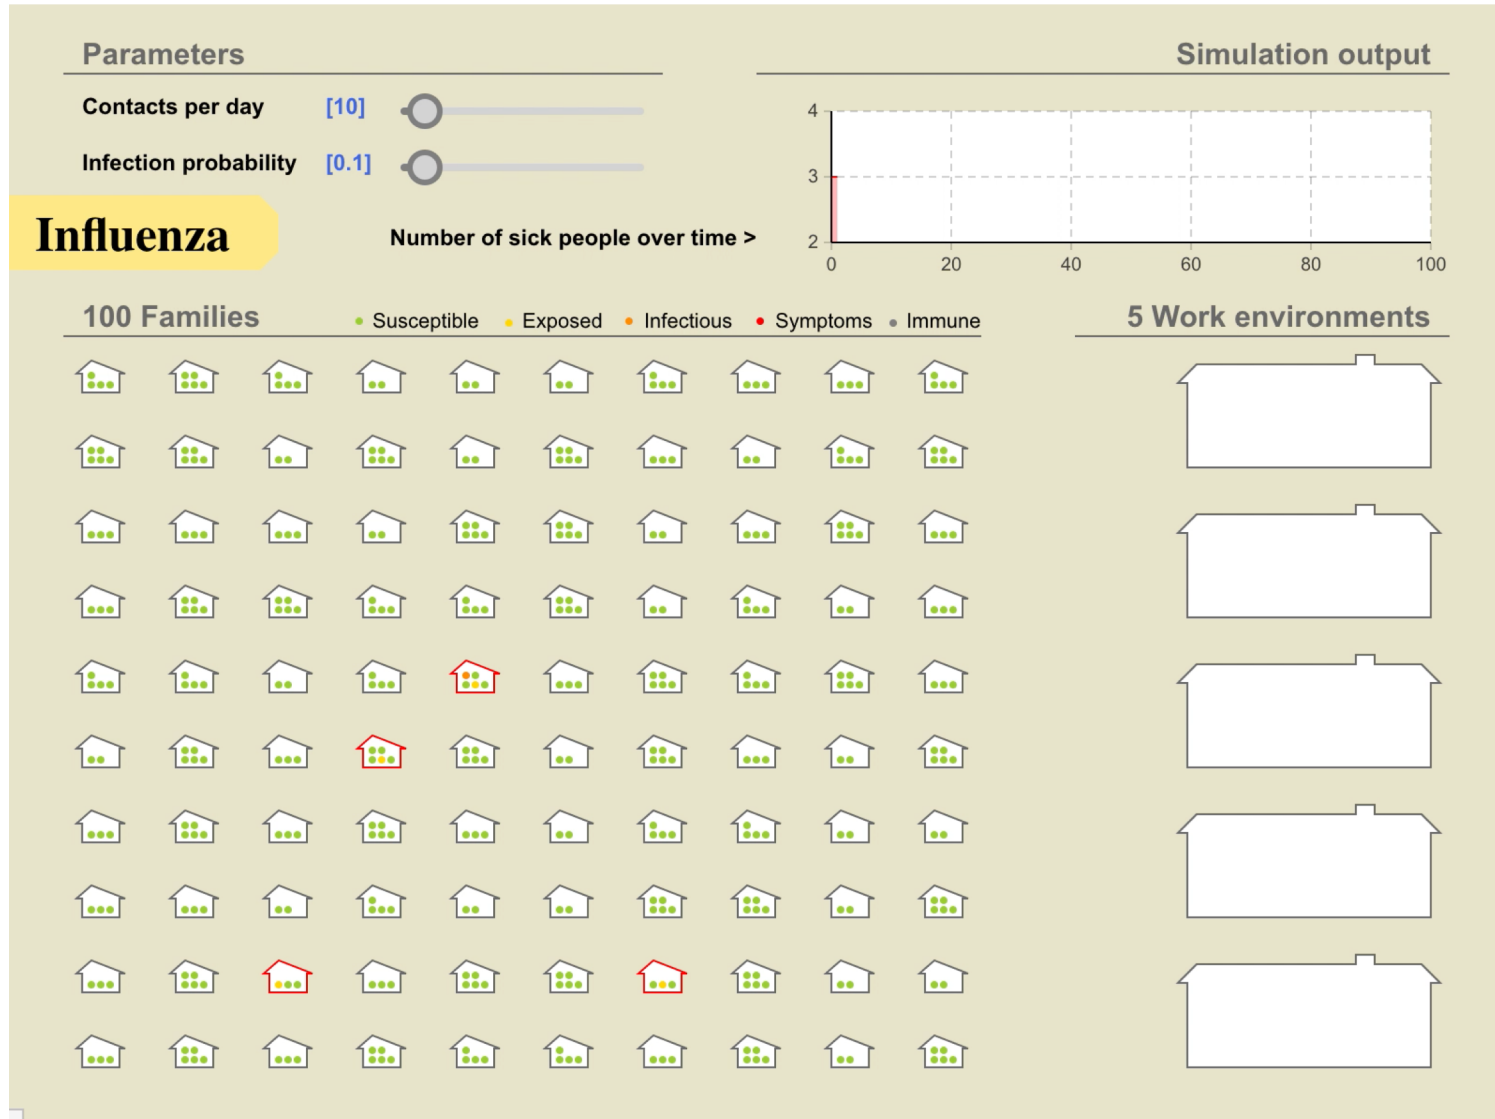 Parameters
Simulation output
Contacts per day [10]
Infection probability [0.1]
Influenza
Number of sick people over time >
4
3
2
0 20 40 60 80 100
100 Families
Susceptible Exposed Infectious Symptoms Immune
5 Work environments